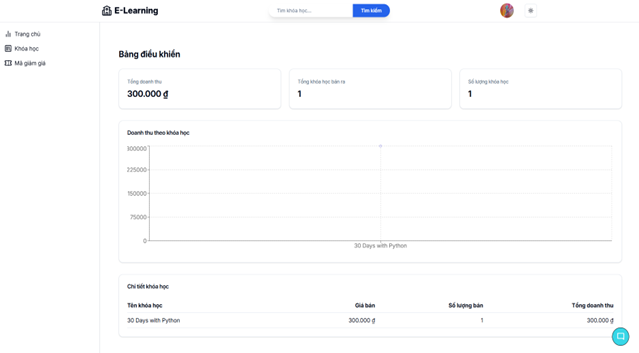 E-Learning
Tìm khóa học...
Tìm kiếm
Trang chủ
Khóa học
Mã giảm giá
Bảng điều khiển
Tổng doanh thu
300.000 ₫
Tổng khóa học bán ra
1
Số lượng khóa học
1
Doanh thu theo khóa học
300000
225000
150000
75000
0
30 Days with Python
Chi tiết khóa học
Tên khóa học Giá bán Số lượng bán Tổng doanh thu
30 Days with Python 300.000 ₫ 1 300.000 ₫